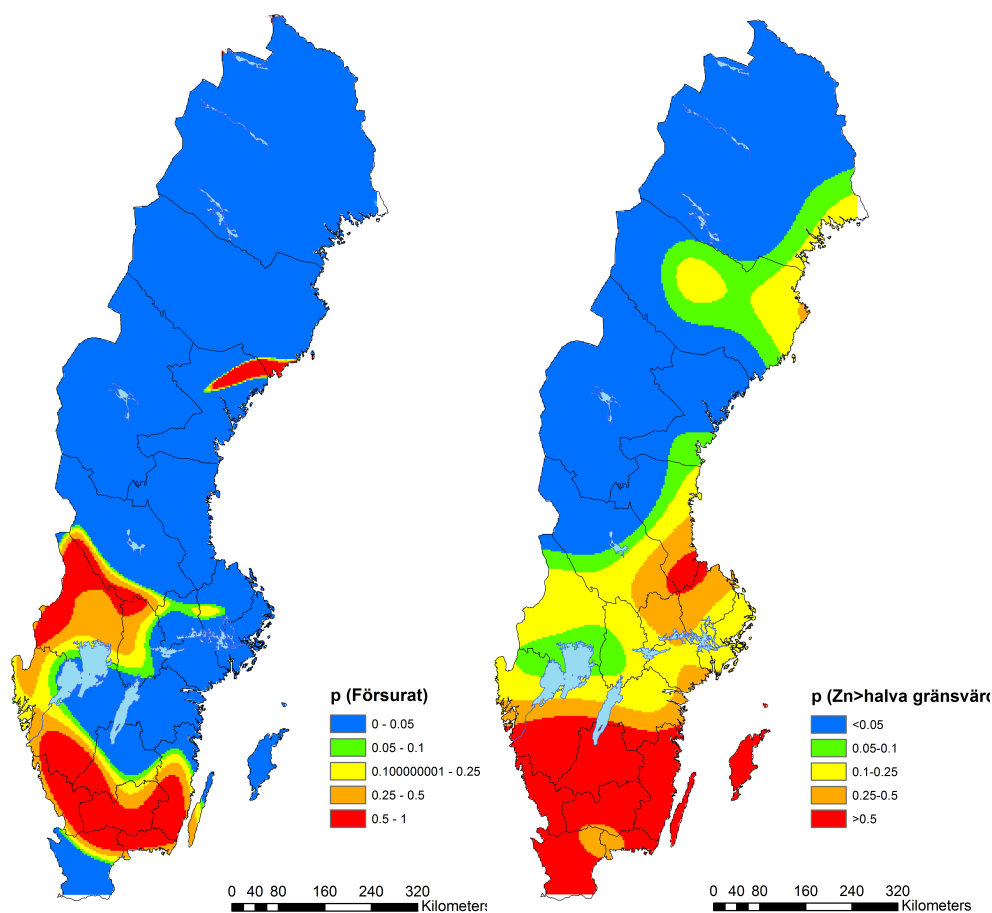 p (Försurat)
0 - 0.05
0.05 - 0.1
0.100000001 - 0.25
0.25 - 0.5
0.5 - 1
0 40 80 160 240 320
Kilometers
p (Zn>halva gränsvärd
<0.05
0.05-0.1
0.1-0.25
0.25-0.5
>0.5
0 40 80 160 240 320
Kilometers